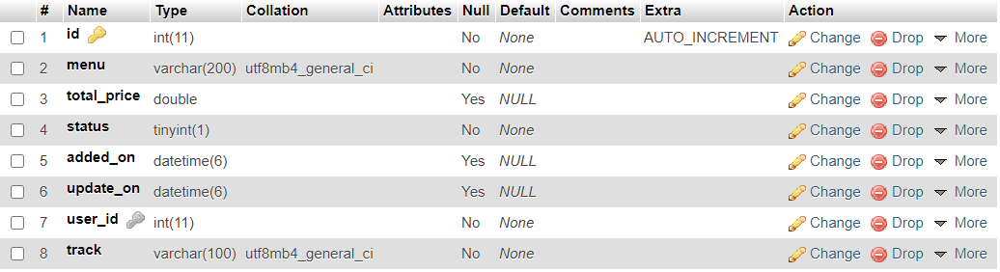 # Name Type Collation Attributes Null Default Comments Extra Action
1 id int(11) No None AUTO_INCREMENT Change Drop More
2 menu varchar(200) utf8mb4_general_ci No None Change Drop More
3 total_price double Yes NULL Change Drop More
4 status tinyint(1) No None Change Drop More
5 added_on datetime(6) Yes NULL Change Drop More
6 update_on datetime(6) Yes NULL Change Drop More
7 user_id int(11) No None Change Drop More
8 track varchar(100) utf8mb4_general_ci No None Change Drop More